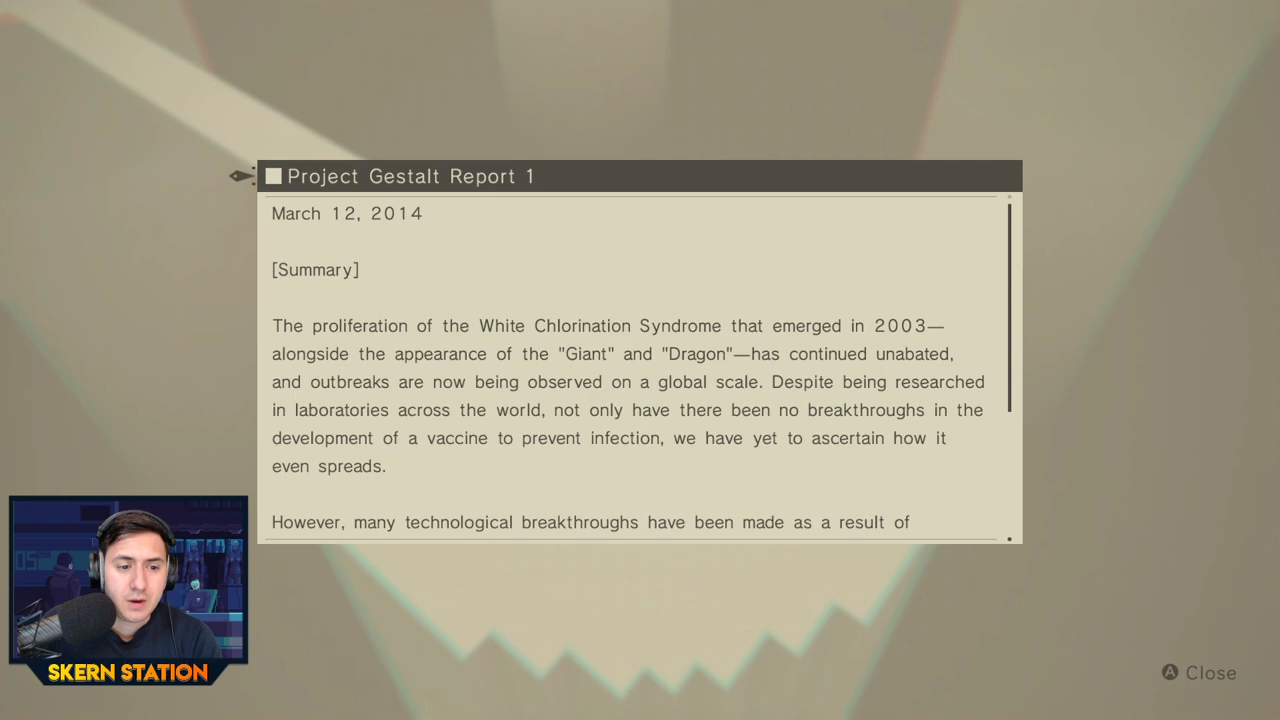 Project Gestalt Report 1
March 12, 2014
[Summary]
The proliferation of the White Chlorination Syndrome that emerged in 2003—
alongside the appearance of the "Giant" and "Dragon"—has continued unabated,
and outbreaks are now being observed on a global scale. Despite being researched
in laboratories across the world, not only have there been no breakthroughs in the
development of a vaccine to prevent infection, we have yet to ascertain how it
even spreads.
However, many technological breakthroughs have been made as a result of
05
SKERN STATION
A Close